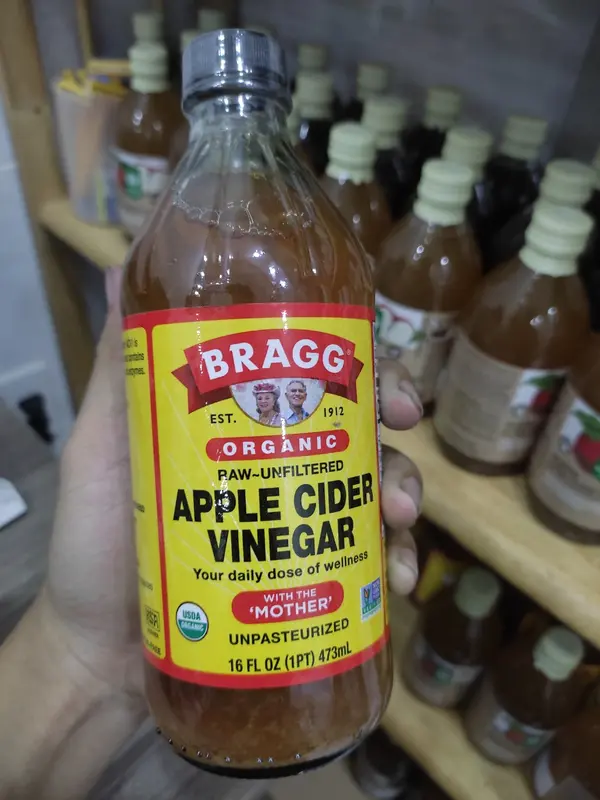 BRAGG
EST. 1912
ORGANIC
RAW~UNFILTERED
APPLE CIDER
VINEGAR
Your daily dose of wellness
WITH THE
'MOTHER'
USDA
ORGANIC
UNPASTEURIZED
16 FL OZ (1PT) 473mL